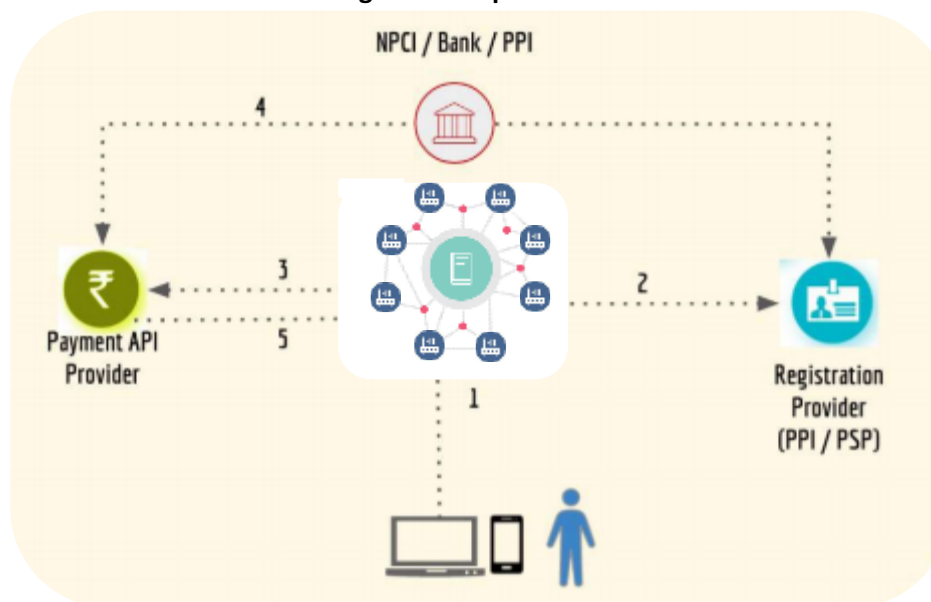 NPCI / Bank / PPI
4
3
2
₹
5
Payment API
Provider
1
Registration
Provider
(PPI / PSP)